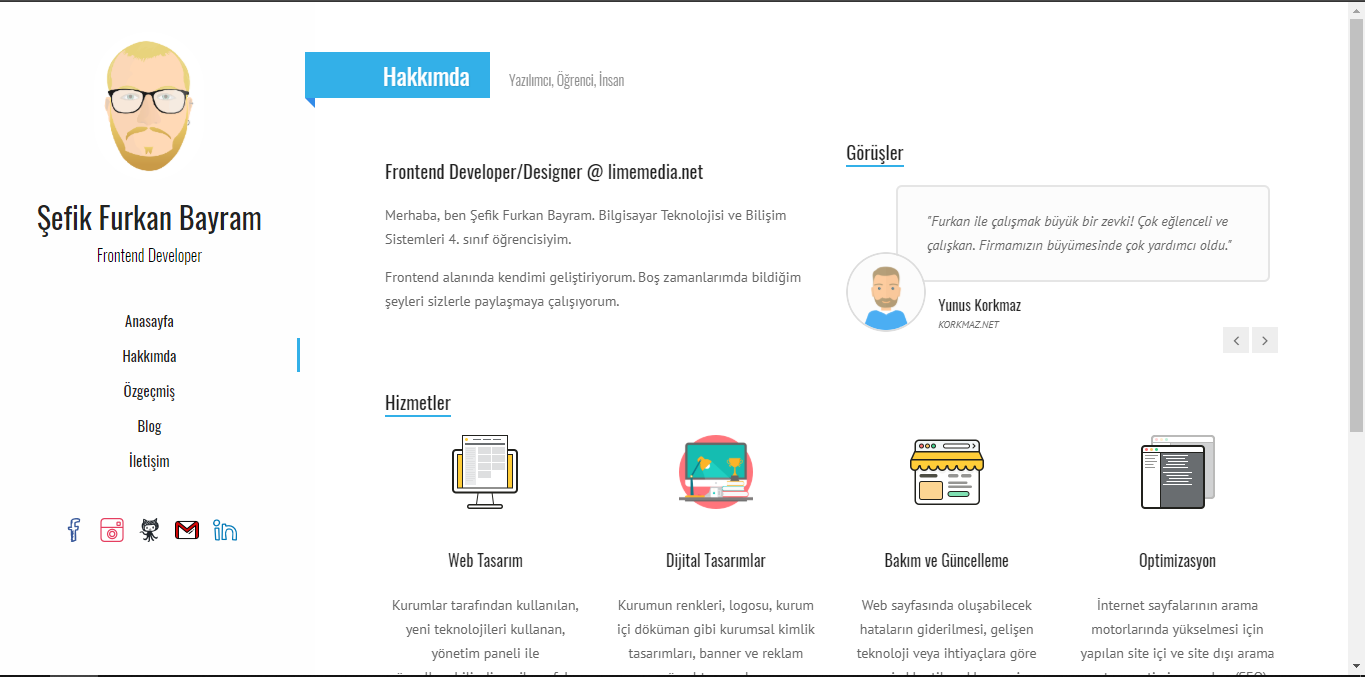 Şefik Furkan Bayram
Frontend Developer
Anasayfa
Hakkımda
Özgeçmiş
Blog
İletişim
Hakkımda
Yazılımcı, Öğrenci, İnsan
Frontend Developer/Designer @ limemedia.net
Merhaba, ben Şefik Furkan Bayram. Bilgisayar Teknolojisi ve Bilişim
Sistemleri 4. sınıf öğrencisiyim.
Frontend alanında kendimi geliştiriyorum. Boş zamanlarımda bildiğim
şeyleri sizlerle paylaşmaya çalışıyorum.
Görüşler
"Furkan ile çalışmak büyük bir zevki! Çok eğlenceli ve
çalışkan. Firmamızın büyümesinde çok yardımcı oldu."
Yunus Korkmaz
KORKMAZ.NET
Hizmetler
Web Tasarım
Kurumlar tarafından kullanılan,
yeni teknolojileri kullanan,
yönetim paneli ile
Dijital Tasarımlar
Kurumun renkleri, logosu, kurum
içi döküman gibi kurumsal kimlik
tasarımları, banner ve reklam
Bakım ve Güncelleme
Web sayfasında oluşabilecek
hataların giderilmesi, gelişen
teknoloji veya ihtiyaçlara göre
Optimizasyon
İnternet sayfalarının arama
motorlarında yükselmesi için
yapılan site içi ve site dışı arama